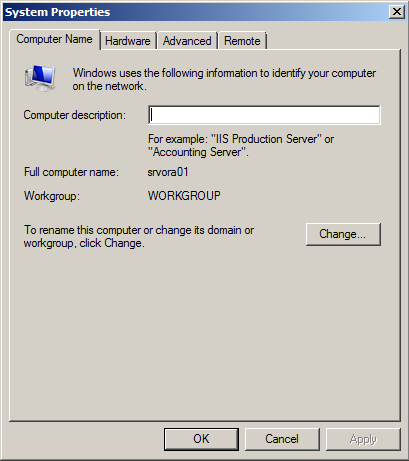 System Properties
Computer Name Hardware Advanced Remote
Windows uses the following information to identify your computer
on the network.
Computer description:
For example: "IIS Production Server" or
"Accounting Server".
Full computer name: srvora01
Workgroup: WORKGROUP
To rename this computer or change its domain or
workgroup, click Change.
Change...
OK Cancel Apply